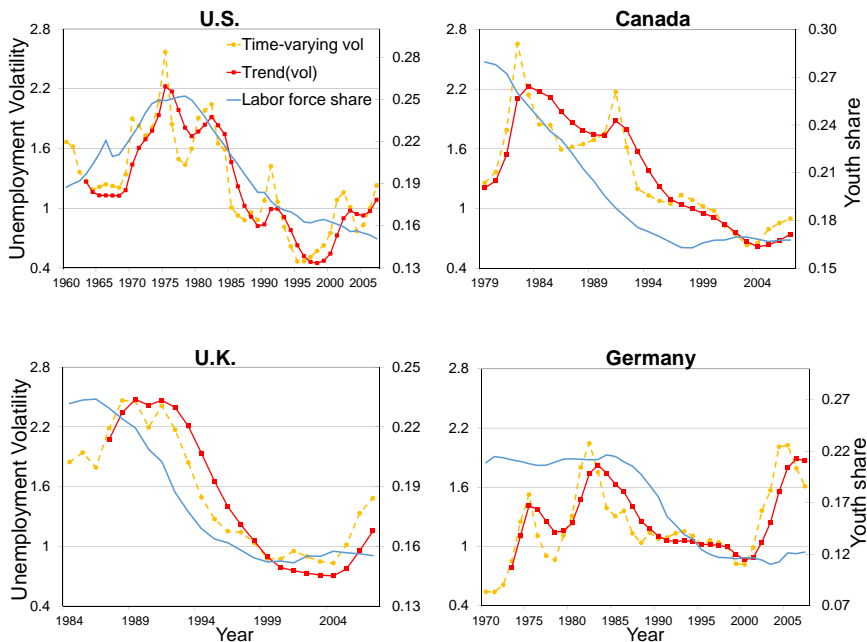 U.S.
Canada
Unemployment Volatility
2.8
2.2
1.6
1
0.4
Time-varying vol
Trend(vol)
Labor force share
0.28
0.25
0.22
0.19
0.16
0.13
1960 1965 1970 1975 1980 1985 1990 1995 2000 2005
2.8
2.2
1.6
1
0.4
0.30
0.27
0.24
0.21
0.18
0.15
Youth share
1979 1984 1989 1994 1999 2004
U.K.
Germany
Unemployment Volatility
2.8
2.2
1.6
1
0.4
0.25
0.22
0.19
0.16
0.13
1984 1989 1994 1999 2004
Year
2.8
2.2
1.6
1
0.4
0.27
0.22
0.17
0.12
0.07
Youth share
1970 1975 1980 1985 1990 1995 2000 2005
Year